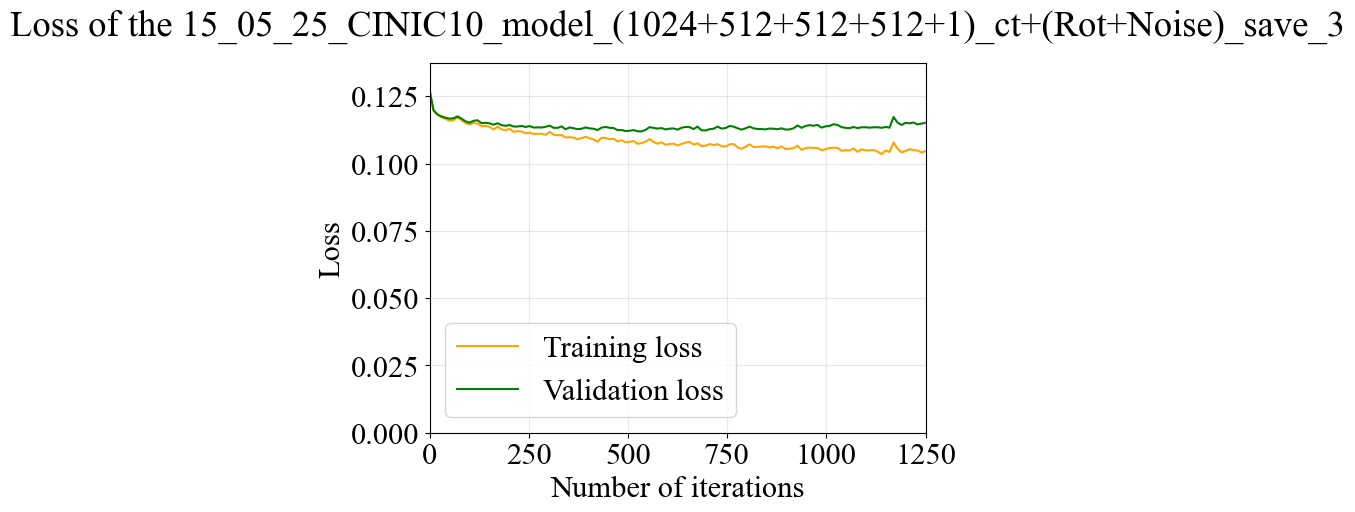 Loss of the 15_05_25_CINIC10_model_(1024+512+512+512+1)_ct+(Rot+Noise)_save_3
0.125
0.100
0.075
0.050
0.025
0.000
Loss
Training loss
Validation loss
0 250 500 750 1000 1250
Number of iterations